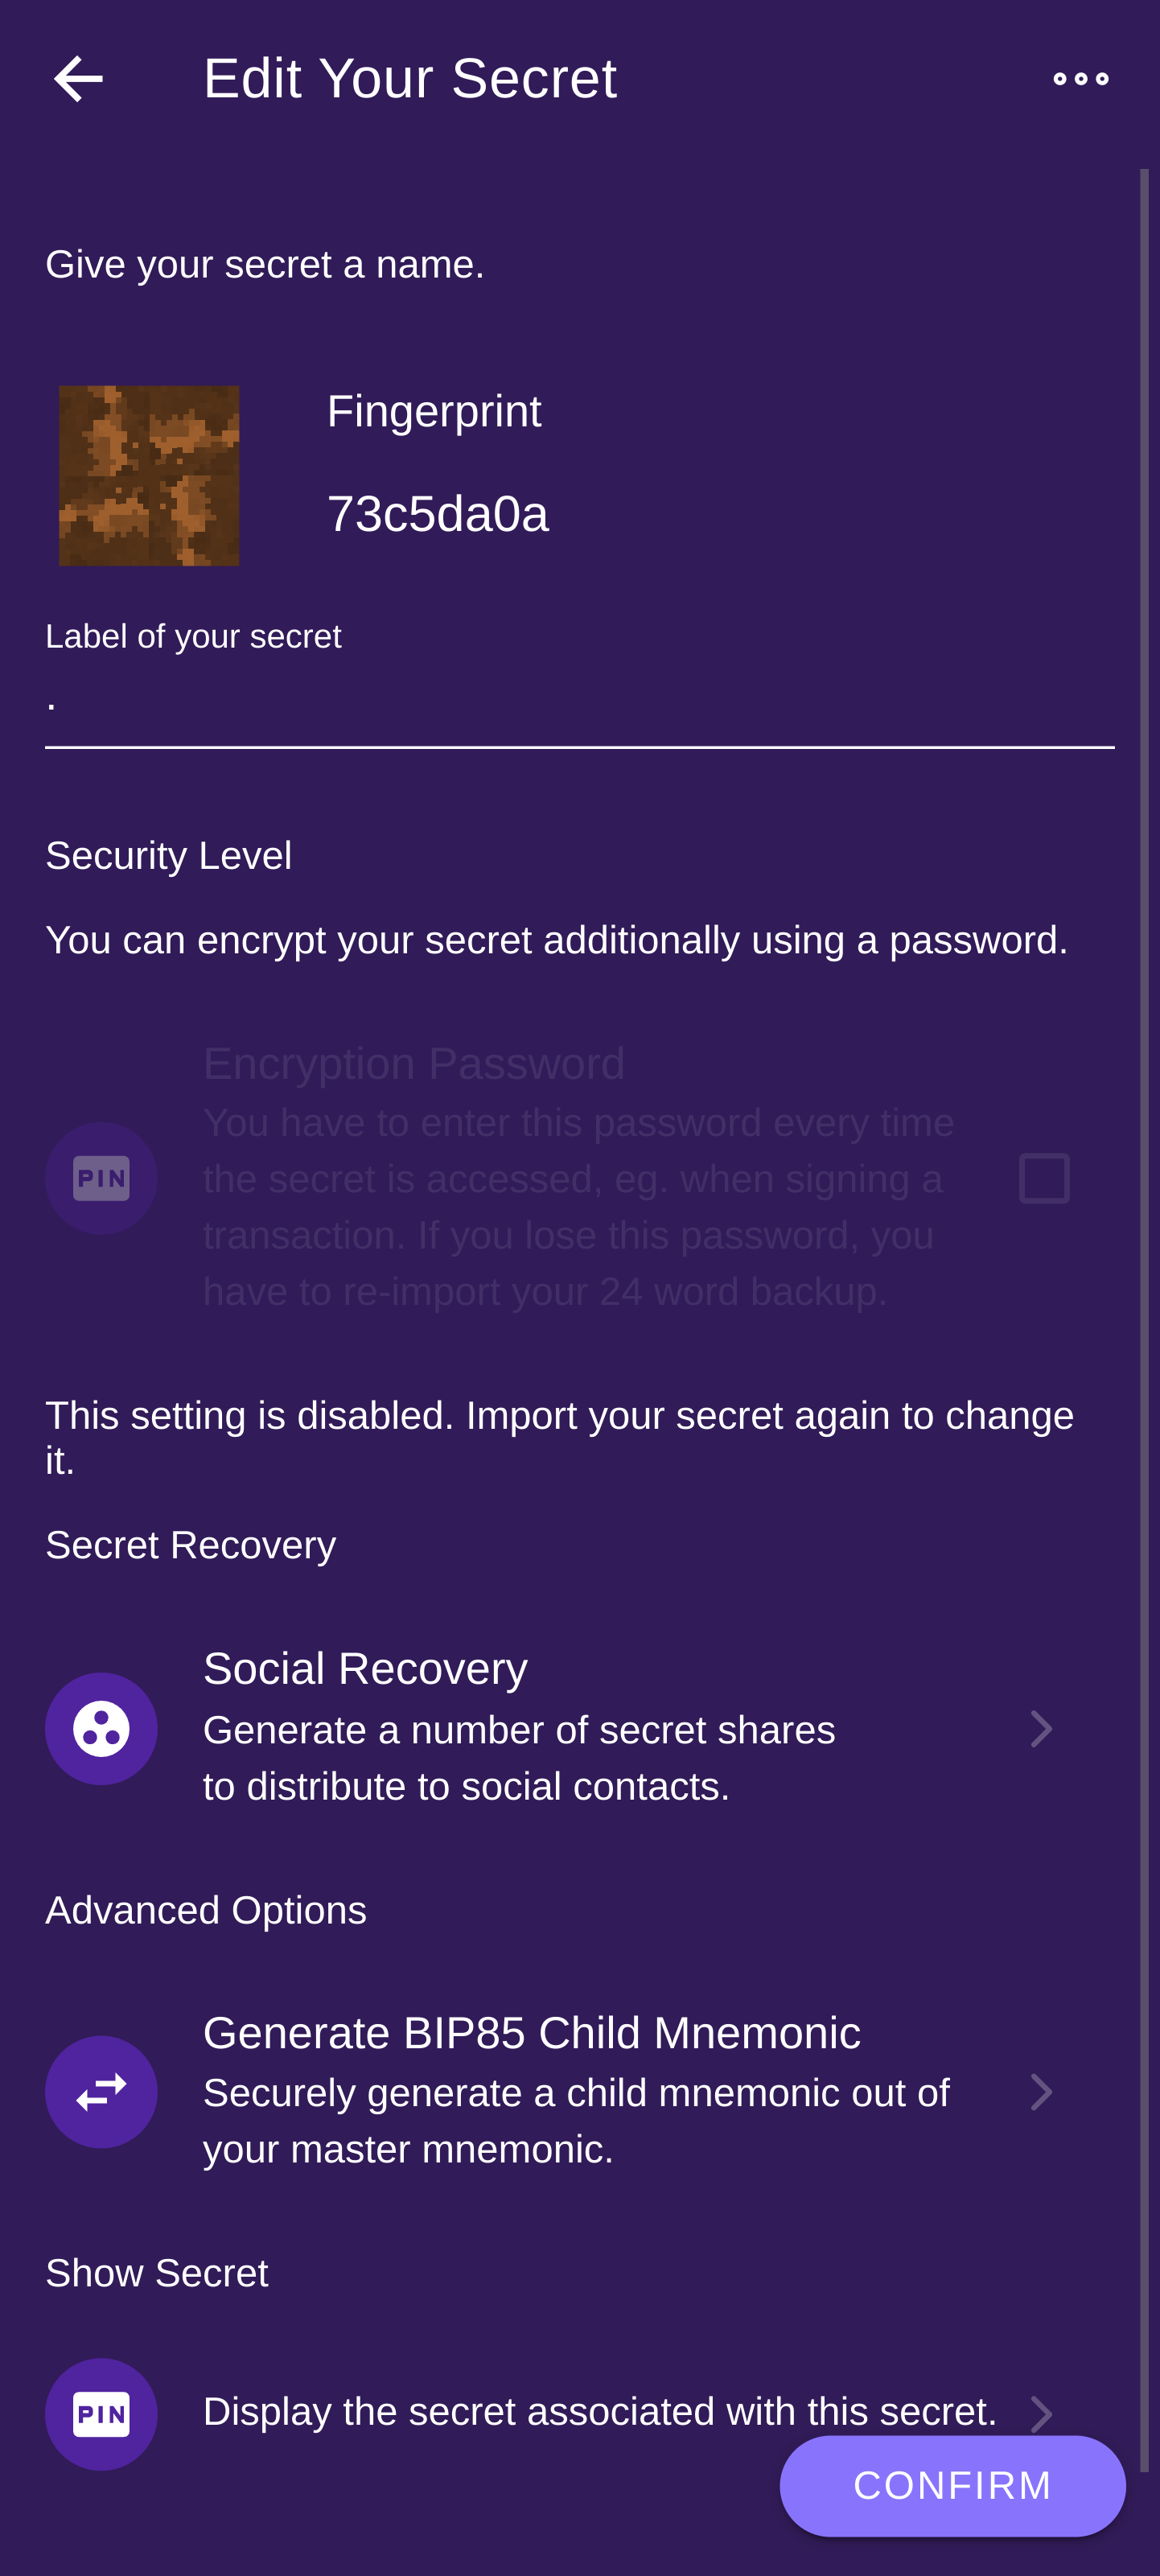 Edit Your Secret
Give your secret a name.
Fingerprint
73c5da0a
Label of your secret
.
Security Level
You can encrypt your secret additionally using a password.
Encryption Password
You have to enter this password every time
the secret is accessed, eg. when signing a
transaction. If you lose this password, you
have to re-import your 24 word backup.
PIN
This setting is disabled. Import your secret again to change
it.
Secret Recovery
Social Recovery
Generate a number of secret shares
to distribute to social contacts.
Advanced Options
Generate BIP85 Child Mnemonic
Securely generate a child mnemonic out of
your master mnemonic.
Show Secret
PIN
Display the secret associated with this secret.
CONFIRM